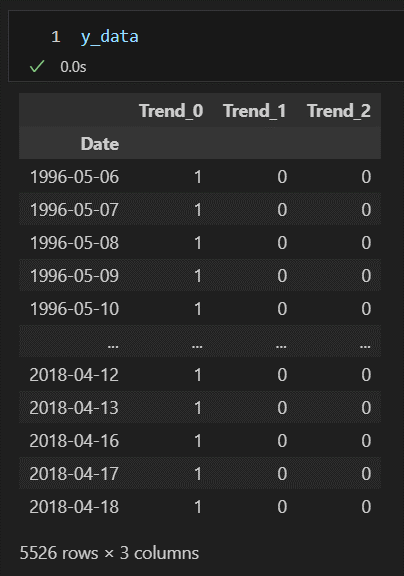 1 y_data
0.0s
Trend_0 Trend_1 Trend_2
Date
1996-05-06 1 0 0
1996-05-07 1 0 0
1996-05-08 1 0 0
1996-05-09 1 0 0
1996-05-10 1 0 0
... ... ... ...
2018-04-12 1 0 0
2018-04-13 1 0 0
2018-04-16 1 0 0
2018-04-17 1 0 0
2018-04-18 1 0 0
5526 rows × 3 columns